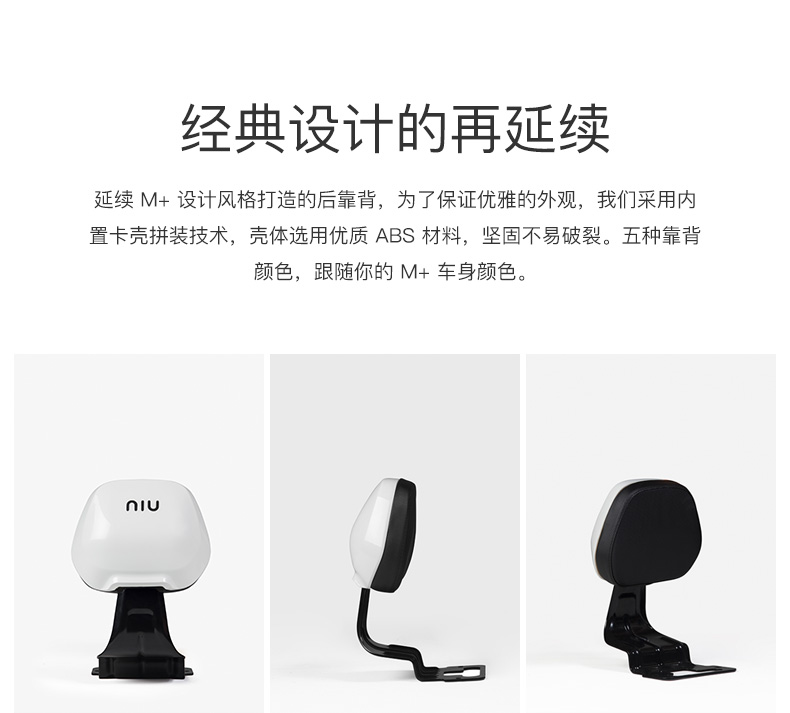 经典设计的再延续
延续 M+ 设计风格打造的后靠背，为了保证优雅的外观，我们采用内
置卡壳拼装技术，壳体选用优质 ABS 材料，坚固不易破裂。五种靠背
颜色，跟随你的 M+ 车身颜色。
NIU